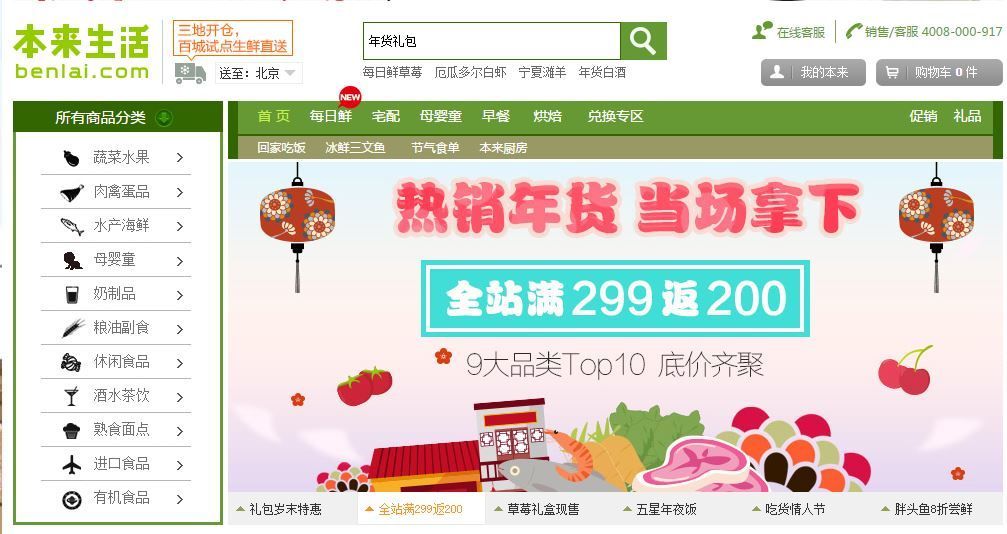 本来生活
benlai.com
三地开仓，
百城试点生鲜直送
送至：北京
年货礼包
每日鲜草莓 厄瓜多尔白虾 宁夏滩羊 年货白酒
在线客服
销售/客服 4008-000-917
我的本来
购物车 0 件
所有商品分类
蔬菜水果
肉禽蛋品
水产海鲜
母婴童
奶制品
粮油副食
休闲食品
酒水茶饮
熟食面点
进口食品
有机食品
NEW
首 页 每日鲜 宅配 母婴童 早餐 烘焙 兑换专区 促销 礼品
回家吃饭 冰鲜三文鱼 节气食单 本来厨房
热销年货 当场拿下
全站满299返200
9大品类Top10 底价齐聚
礼包岁末特惠 全站满299返200 草莓礼盒现售 五星年夜饭 吃货情人节 胖头鱼8折尝鲜